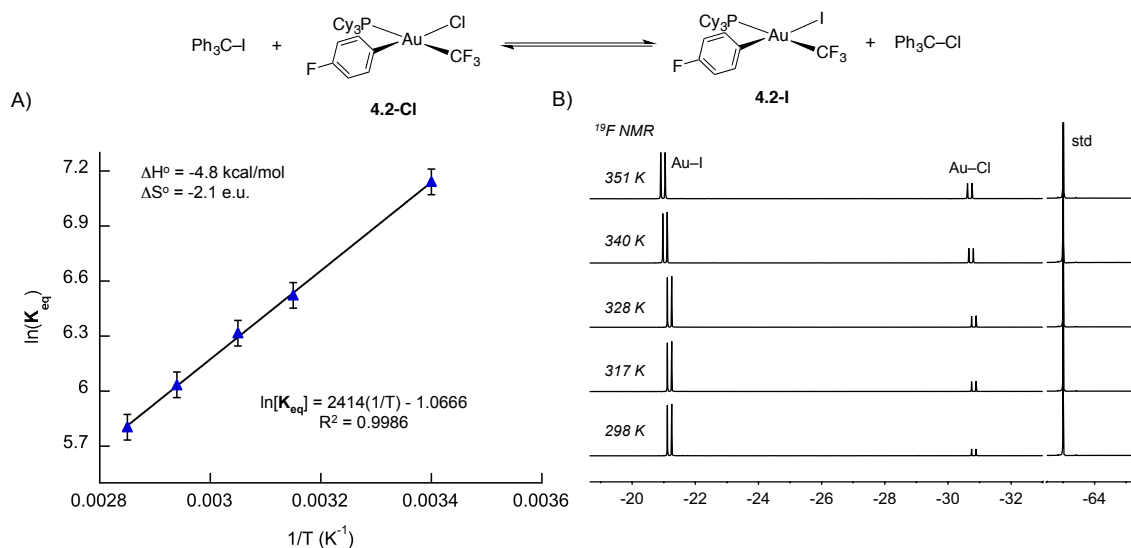 Ph3C–I + Cy3P Au Cl CF3 F Cy3P Au I CF3 F + Ph3C–Cl
4.2-Cl 4.2-I
A)
ΔHº = -4.8 kcal/mol
ΔSº = -2.1 e.u.
ln[Keq] = 2414(1/T) - 1.0666
R2 = 0.9986
ln(Keq)
7.2
6.9
6.6
6.3
6
5.7
0.0028 0.003 0.0032 0.0034 0.0036
1/T (K-1)
B)
19F NMR
Au–I Au–Cl std
351 K
340 K
328 K
317 K
298 K
-20 -22 -24 -26 -28 -30 -32 -64